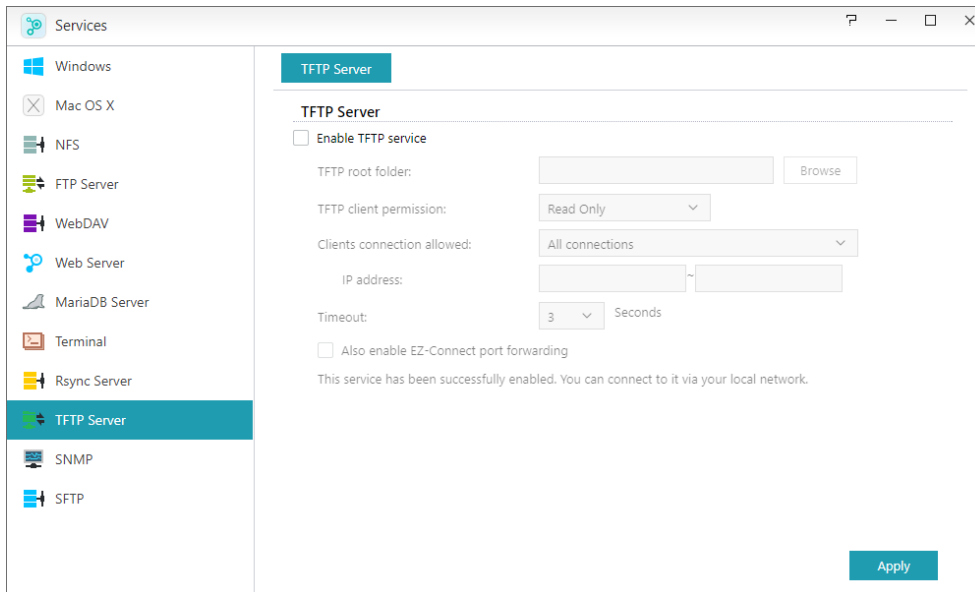 Services
Windows
Mac OS X
NFS
FTP Server
WebDAV
Web Server
MariaDB Server
Terminal
Rsync Server
TFTP Server
SNMP
SFTP
TFTP Server
TFTP Server
Enable TFTP service
TFTP root folder: Browse
TFTP client permission: Read Only
Clients connection allowed: All connections
IP address: ~
Timeout: 3 Seconds
Also enable EZ-Connect port forwarding
This service has been successfully enabled. You can connect to it via your local network.
Apply